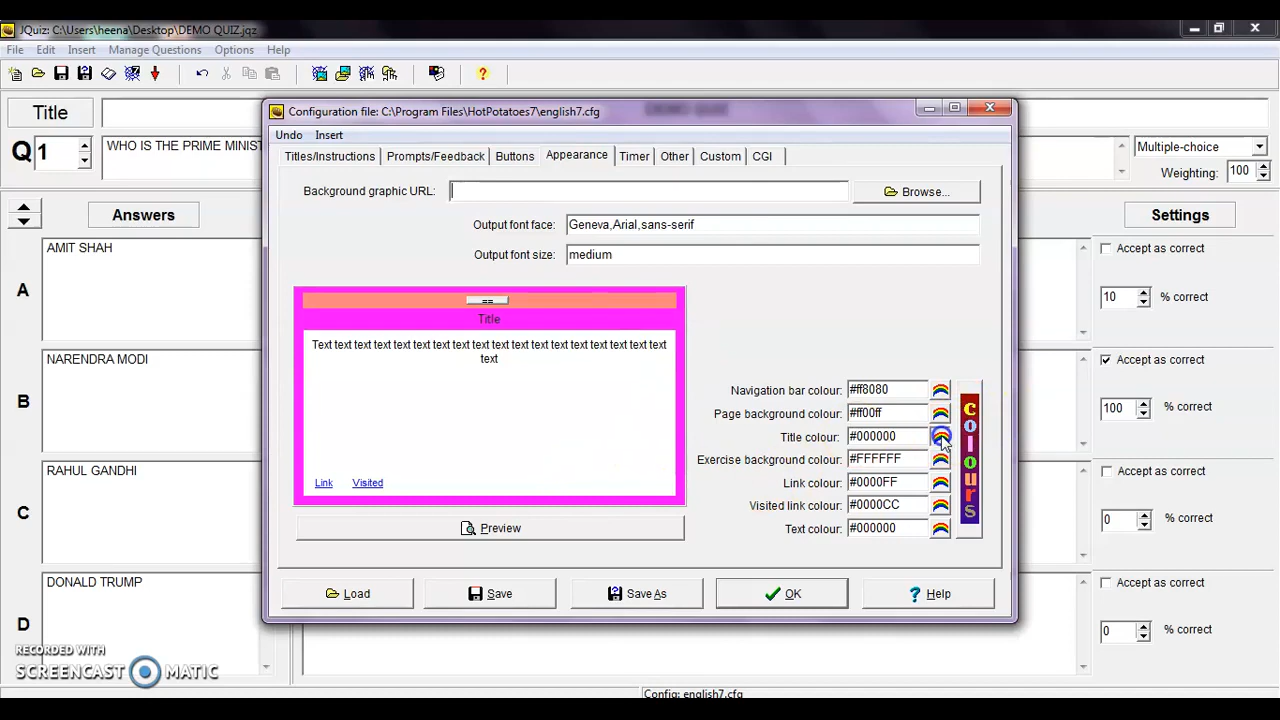 JQuiz: C:\Users\heena\Desktop\DEMO QUIZ.jqz
File Edit Insert Manage Questions Options Help
Title
Q 1
WHO IS THE PRIME MINIST
Multiple-choice
Weighting: 100
Answers
Settings
A
AMIT SHAH
Accept as correct
10 % correct
B
NARENDRA MODI
Accept as correct
100 % correct
C
RAHUL GANDHI
Accept as correct
0 % correct
D
DONALD TRUMP
Accept as correct
0 % correct
Configuration file: C:\Program Files\HotPotatoes7\english7.cfg
Undo Insert
Titles/Instructions Prompts/Feedback Buttons Appearance Timer Other Custom CGI
Background graphic URL: Browse...
Output font face: Geneva,Arial,sans-serif
Output font size: medium
==
Title
Text text text text text text text text text text text text text text text text text text
text
Link Visited
Preview
Navigation bar colour: #ff8080
Page background colour: #ff00ff
Title colour: #000000
Exercise background colour: #FFFFFF
Link colour: #0000FF
Visited link colour: #0000CC
Text colour: #000000
Colours
Load Save Save As OK Help
RECORDED WITH
SCREENCAST MATIC
Config: english7.cfg